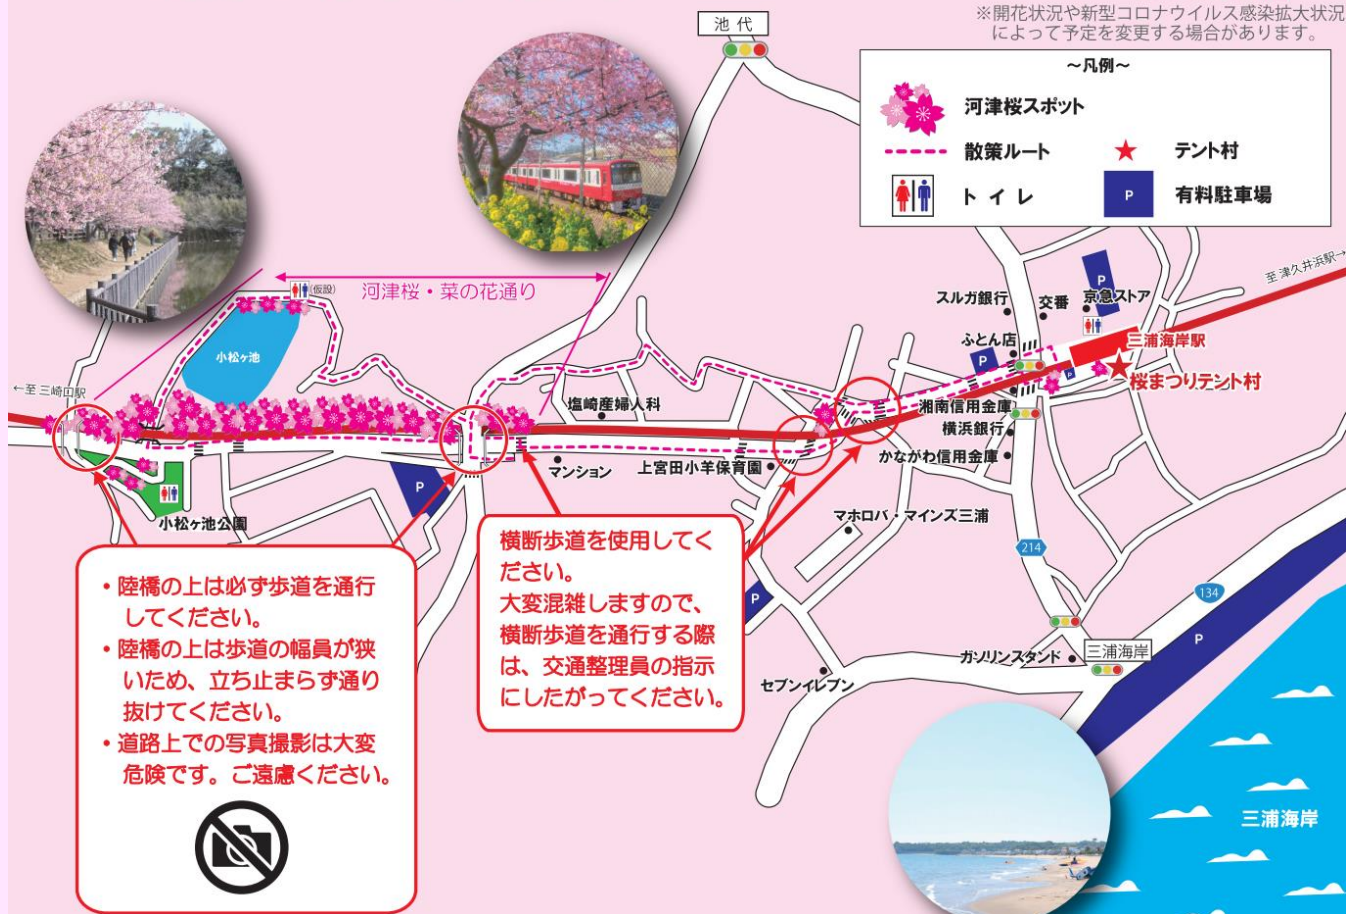 ※開花状況や新型コロナウイルス感染拡大状況
によって予定を変更する場合があります。
池代
～凡例～
河津桜スポット
散策ルート
テント村
トイレ
P
有料駐車場
河津桜・菜の花通り
(仮設)
小松ヶ池
←至三崎口駅
至津久井浜駅→
スルガ銀行
交番
京急ストア
P
ふとん店
P
三浦海岸駅
P
桜まつりテント村
湘南信用金庫
横浜銀行
かながわ信用金庫
塩崎産婦人科
マンション
上宮田小羊保育園
P
小松ヶ池公園
マホロバ・マインズ三浦
214
134
P
P
ガソリンスタンド
三浦海岸
セブンイレブン
三浦海岸
・陸橋の上は必ず歩道を通行
してください。
・陸橋の上は歩道の幅員が狭
いため、立ち止まらず通り
抜けてください。
・道路上での写真撮影は大変
危険です。ご遠慮ください。
横断歩道を使用してく
ださい。
大変混雑しますので、
横断歩道を通行する際
は、交通整理員の指示
にしたがってください。